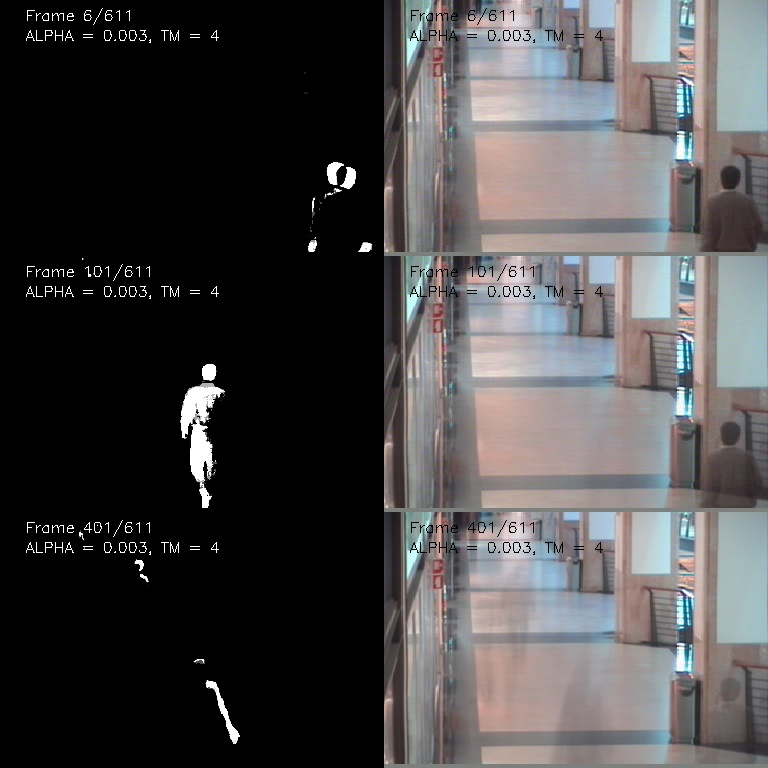 Frame 6/611
ALPHA = 0.003, TM = 4
Frame 6/611
ALPHA = 0.003, TM = 4
Frame 101/611
ALPHA = 0.003, TM = 4
Frame 101/611
ALPHA = 0.003, TM = 4
Frame 401/611
ALPHA = 0.003, TM = 4
Frame 401/611
ALPHA = 0.003, TM = 4